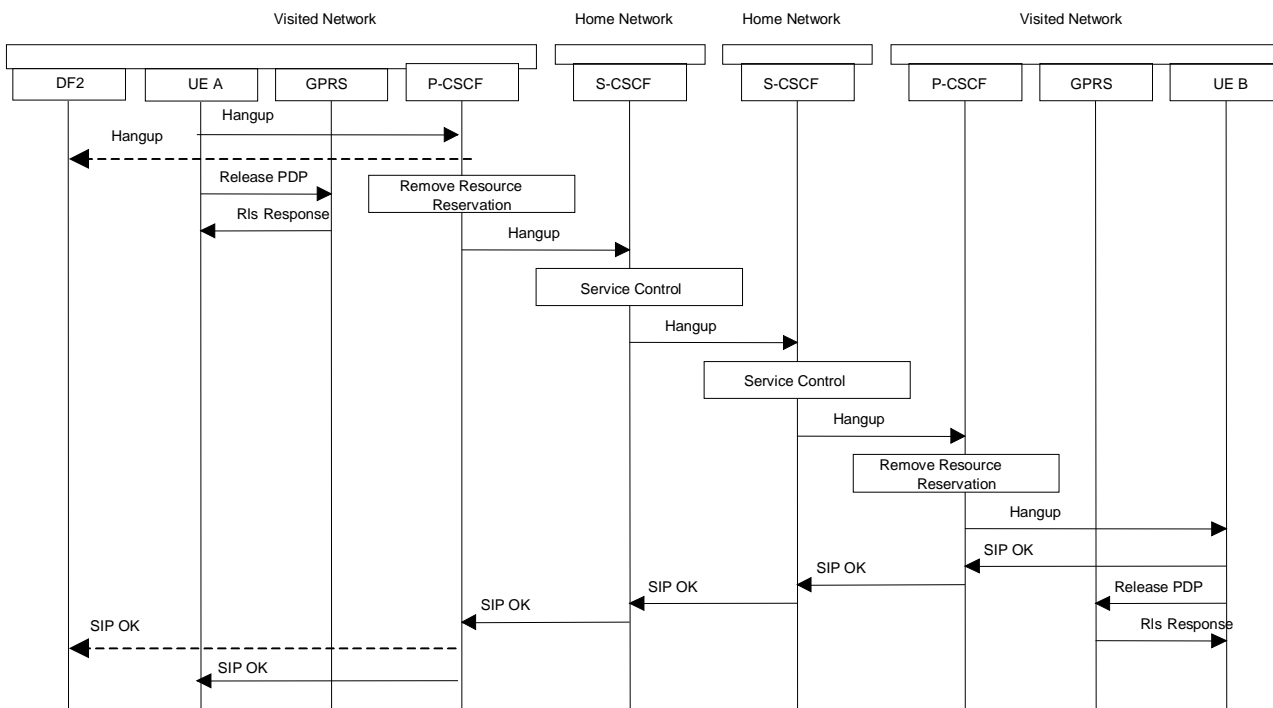 Visited Network
Home Network
Home Network
Visited Network
DF2
UE A
GPRS
P-CSCF
S-CSCF
S-CSCF
P-CSCF
GPRS
UE B
Hangup
Hangup
Release PDP
Remove Resource
Reservation
Rls Response
Hangup
Service Control
Hangup
Service Control
Hangup
Remove Resource
Reservation
Hangup
SIP OK
SIP OK
SIP OK
Release PDP
SIP OK
SIP OK
Rls Response
SIP OK